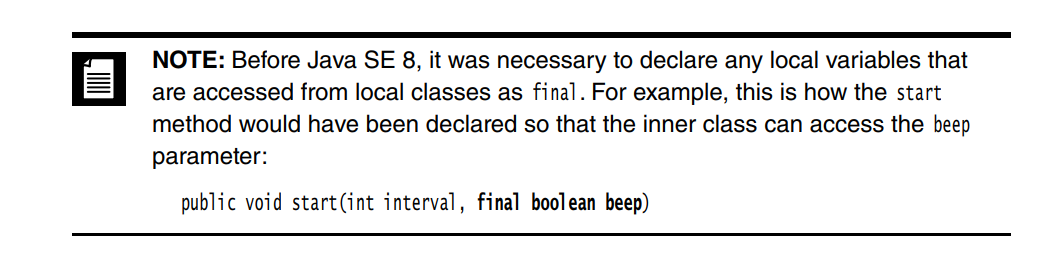 NOTE: Before Java SE 8, it was necessary to declare any local variables that
are accessed from local classes as final. For example, this is how the start
method would have been declared so that the inner class can access the beep
parameter:
public void start(int interval, final boolean beep)